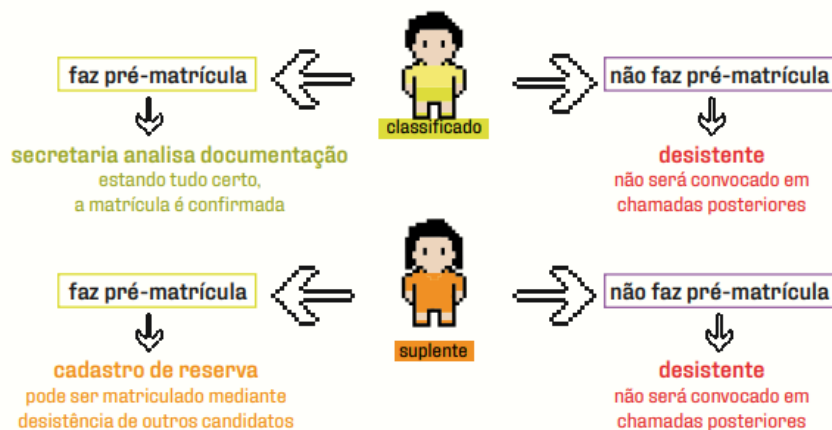 faz pré-matrícula
classificado
não faz pré-matrícula
secretaria analisa documentação
estando tudo certo,
a matrícula é confirmada
desistente
não será convocado em
chamadas posteriores
faz pré-matrícula
suplente
não faz pré-matrícula
cadastro de reserva
pode ser matriculado mediante
desistência de outros candidatos
desistente
não será convocado em
chamadas posteriores